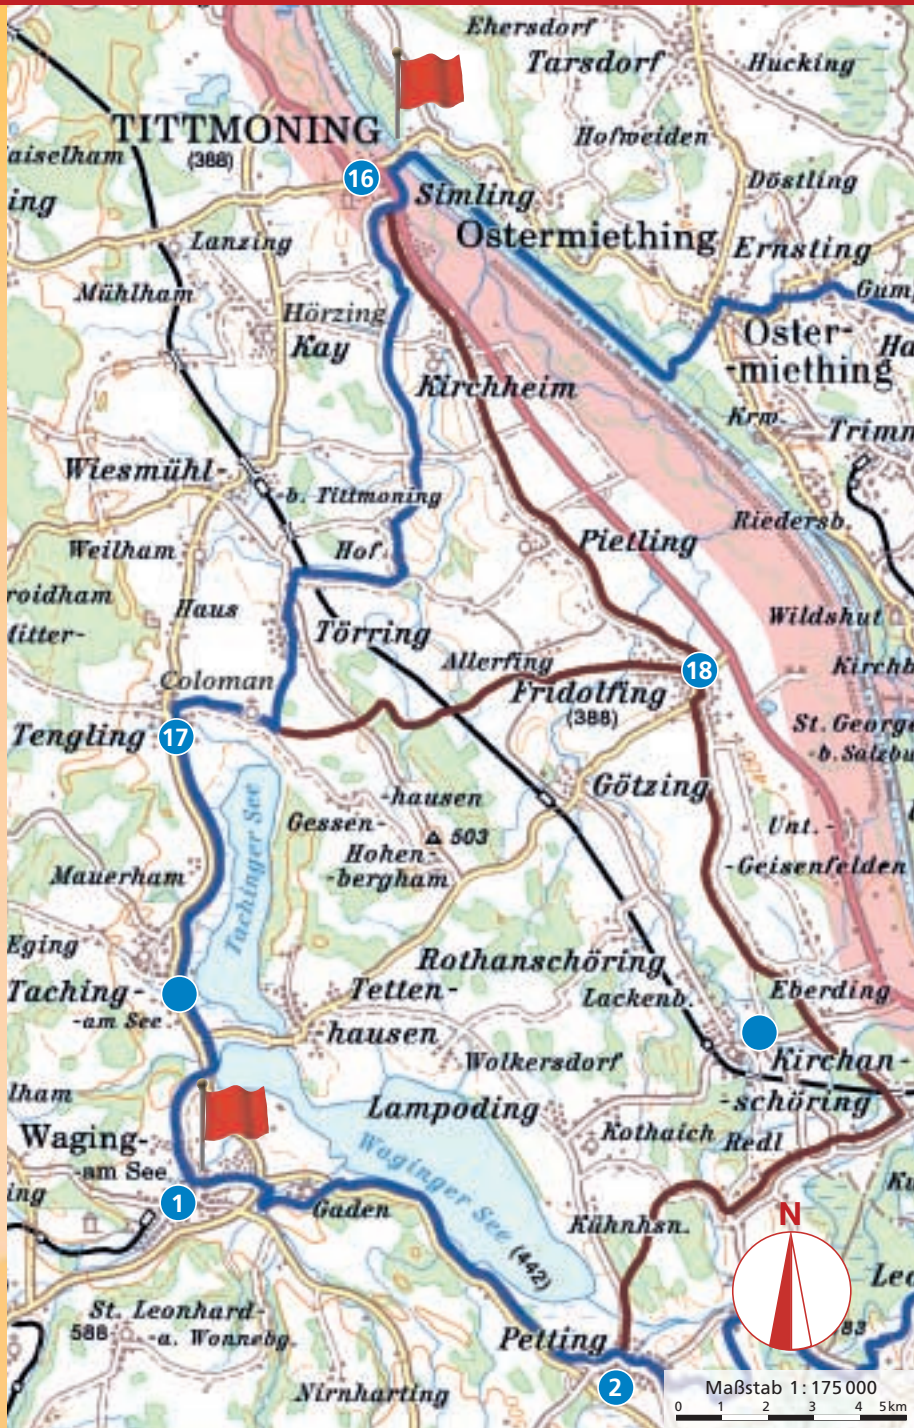 Ehersdorf
Tarsdorf
Hucking
TITTMONING
(388)
Hofweiden
aiselham
16
Döstling
ing
Simling
Lanzing
Ostermiething
Ernsting
Mühlham
Gum
Hörzing
Kay
Oster-
-miething
Ha
Kirchheim
Krm.
Trimm
Wiesmühl-
-b. Tittmoning
Riedersb.
Weilham
Hof
Pietling
roidham
Haus
Wildshut
Törring
Allerfing
Kirchb
Coloman
18
Fridolfing
(388)
St. George
-b. Salzbu
Tengling
17
Götzing
-hausen
Gessen-
503
Unt.-
-Geisenfelden
Hohen-
-bergham
Tachinger See
Mauerham
Eging
Rothanschöring
Taching-
-am See
Tetten-
-hausen
Lackenb.
Eberding
Wolkersdorf
Kirchan-
-schöring
lham
Lampoding
Waging-
-am See
Kothaich
Redl
Waginger See
(442)
ing
1
Gaden
Kühnhsn.
N
St. Leonhard-
588
-a. Wonnebg.
Petting
2
Nirnharting
Maßstab 1:175 000
0 1 2 3 4 5 km